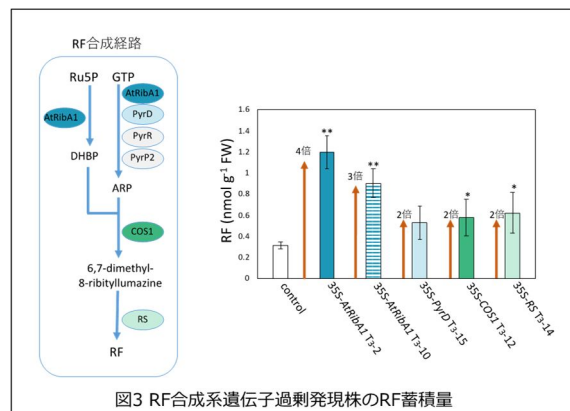 RF合成経路
Ru5P GTP
AtRibA1
AtRibA1
PyrD
PyrR
PyrP2
DHBP
ARP
COS1
6,7-dimethyl-
8-ribityllumazine
RS
RF
RF (nmol g⁻¹ FW)
1.6
1.4
1.2
1
0.8
0.6
0.4
0.2
0
4倍
**
3倍
**
2倍
2倍
*
2倍
*
control
35S-AtRibA1 T3-2
35S-AtRibA1 T3-10
35S-PyrD T3-15
35S-COS1 T3-12
35S-RS T3-14
図3 RF合成系遺伝子過剰発現株のRF蓄積量